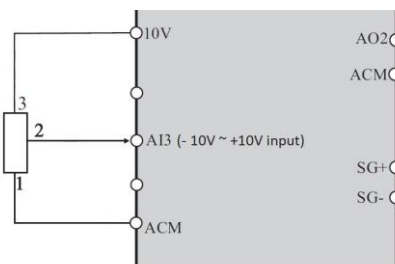 10V
AO2
ACM
3
2
AI3 (- 10V ~ +10V input)
SG+
1
SG-
ACM